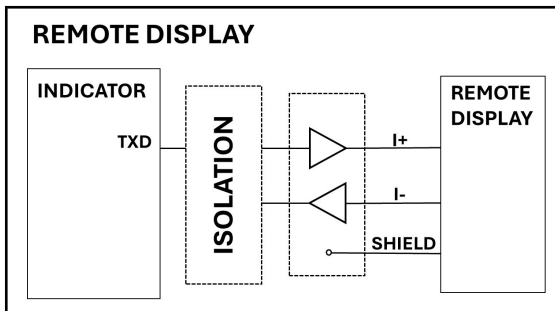 REMOTE DISPLAY
INDICATOR
TXD
ISOLATION
I+
I-
SHIELD
REMOTE
DISPLAY